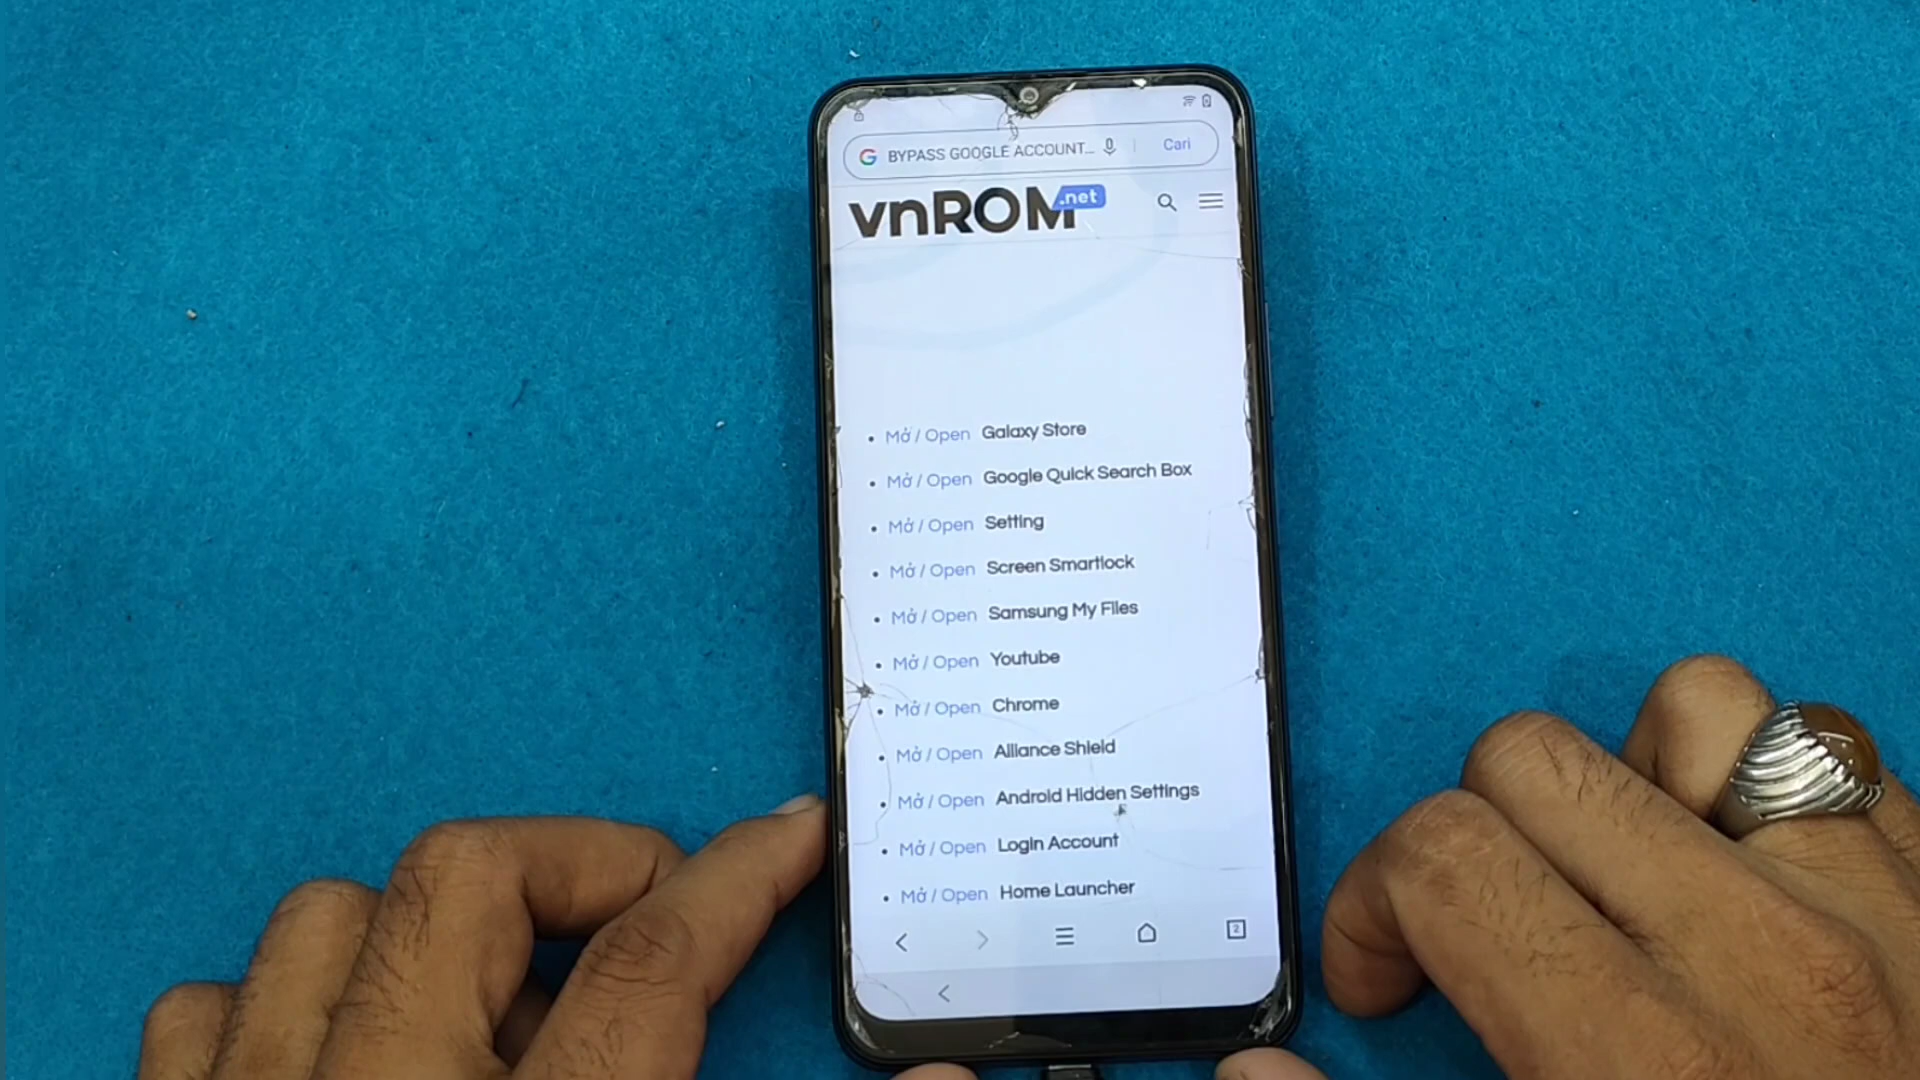 BYPASS GOOGLE ACCOUNT... Cari
vnROM .net
Mở / Open Galaxy Store
Mở / Open Google Quick Search Box
Mở / Open Setting
Mở / Open Screen Smartlock
Mở / Open Samsung My Files
Mở / Open Youtube
Mở / Open Chrome
Mở / Open Alliance Shield
Mở / Open Android Hidden Settings
Mở / Open Login Account
Mở / Open Home Launcher
2